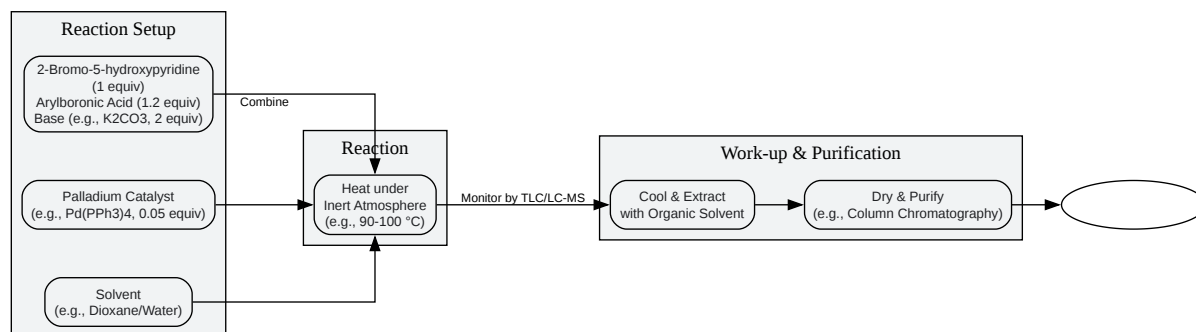 Reaction Setup
2-Bromo-5-hydroxypyridine
(1 equiv)
Arylboronic Acid (1.2 equiv)
Base (e.g., K2CO3, 2 equiv)
Combine
Palladium Catalyst
(e.g., Pd(PPh3)4, 0.05 equiv)
Solvent
(e.g., Dioxane/Water)
Reaction
Heat under
Inert Atmosphere
(e.g., 90-100 °C)
Monitor by TLC/LC-MS
Work-up & Purification
Cool & Extract
with Organic Solvent
Dry & Purify
(e.g., Column Chromatography)